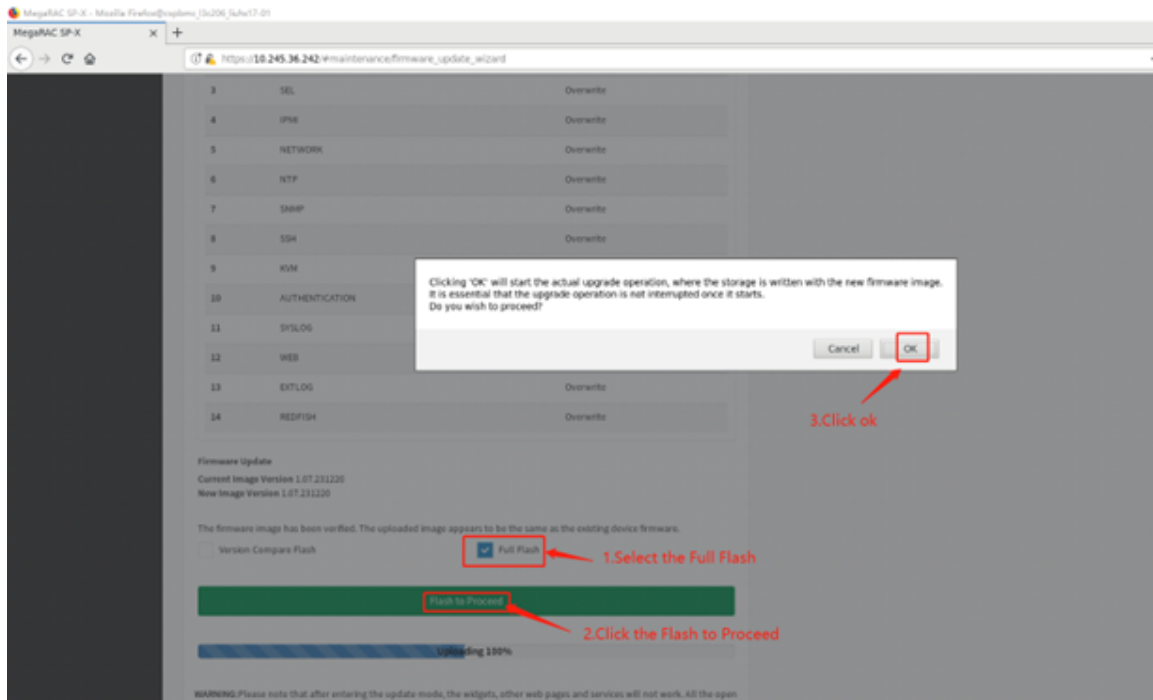 MegaRAC SP-X - Mozilla Firefox
MegaRAC SP-X × +
https://10.245.36.242/#maintenance/firmware_update_wizard
3 SEL Overwrite
4 IPMI Overwrite
5 NETWORK Overwrite
6 NTP Overwrite
7 SNMP Overwrite
8 SSH Overwrite
9 KVM
10 AUTHENTICATION
11 SYSLOG
12 WEB
13 EXTLOG Overwrite
14 REDFISH Overwrite
Clicking 'OK' will start the actual upgrade operation, where the storage is written with the new firmware image.
It is essential that the upgrade operation is not interrupted once it starts.
Do you wish to proceed?
Cancel OK
3.Click ok
Firmware Update
Current Image Version 1.07.231220
New Image Version 1.07.231220
The firmware image has been verified. The uploaded image appears to be the same as the existing device firmware.
Version Compare Flash Full Flash
1.Select the Full Flash
Flash to Proceed
2.Click the Flash to Proceed
Uploading 100%
WARNING: Please note that after entering the update mode, the widgets, other web pages and services will not work. All the open